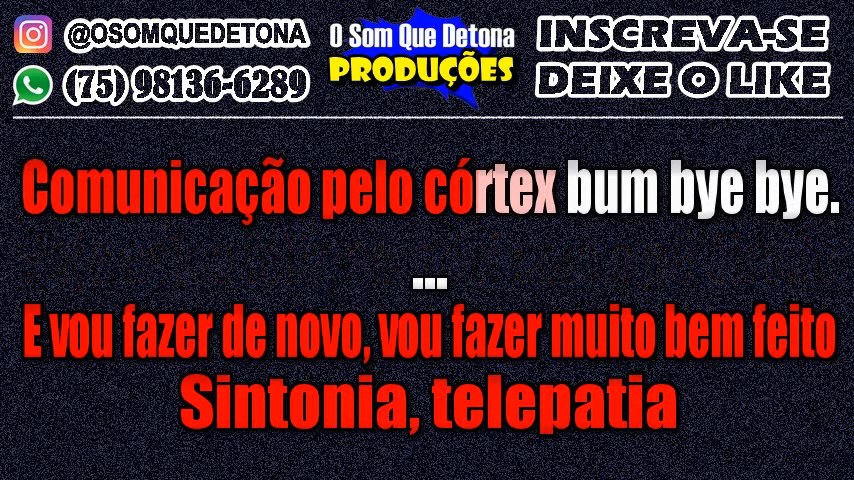 @OSOMQUEDETONA
(75) 98136-6289
O Som Que Detona
PRODUÇÕES
INSCREVA-SE
DEIXE O LIKE
Comunicação pelo córtex bum bye bye.
...
E vou fazer de novo, vou fazer muito bem feito
Sintonia, telepatia